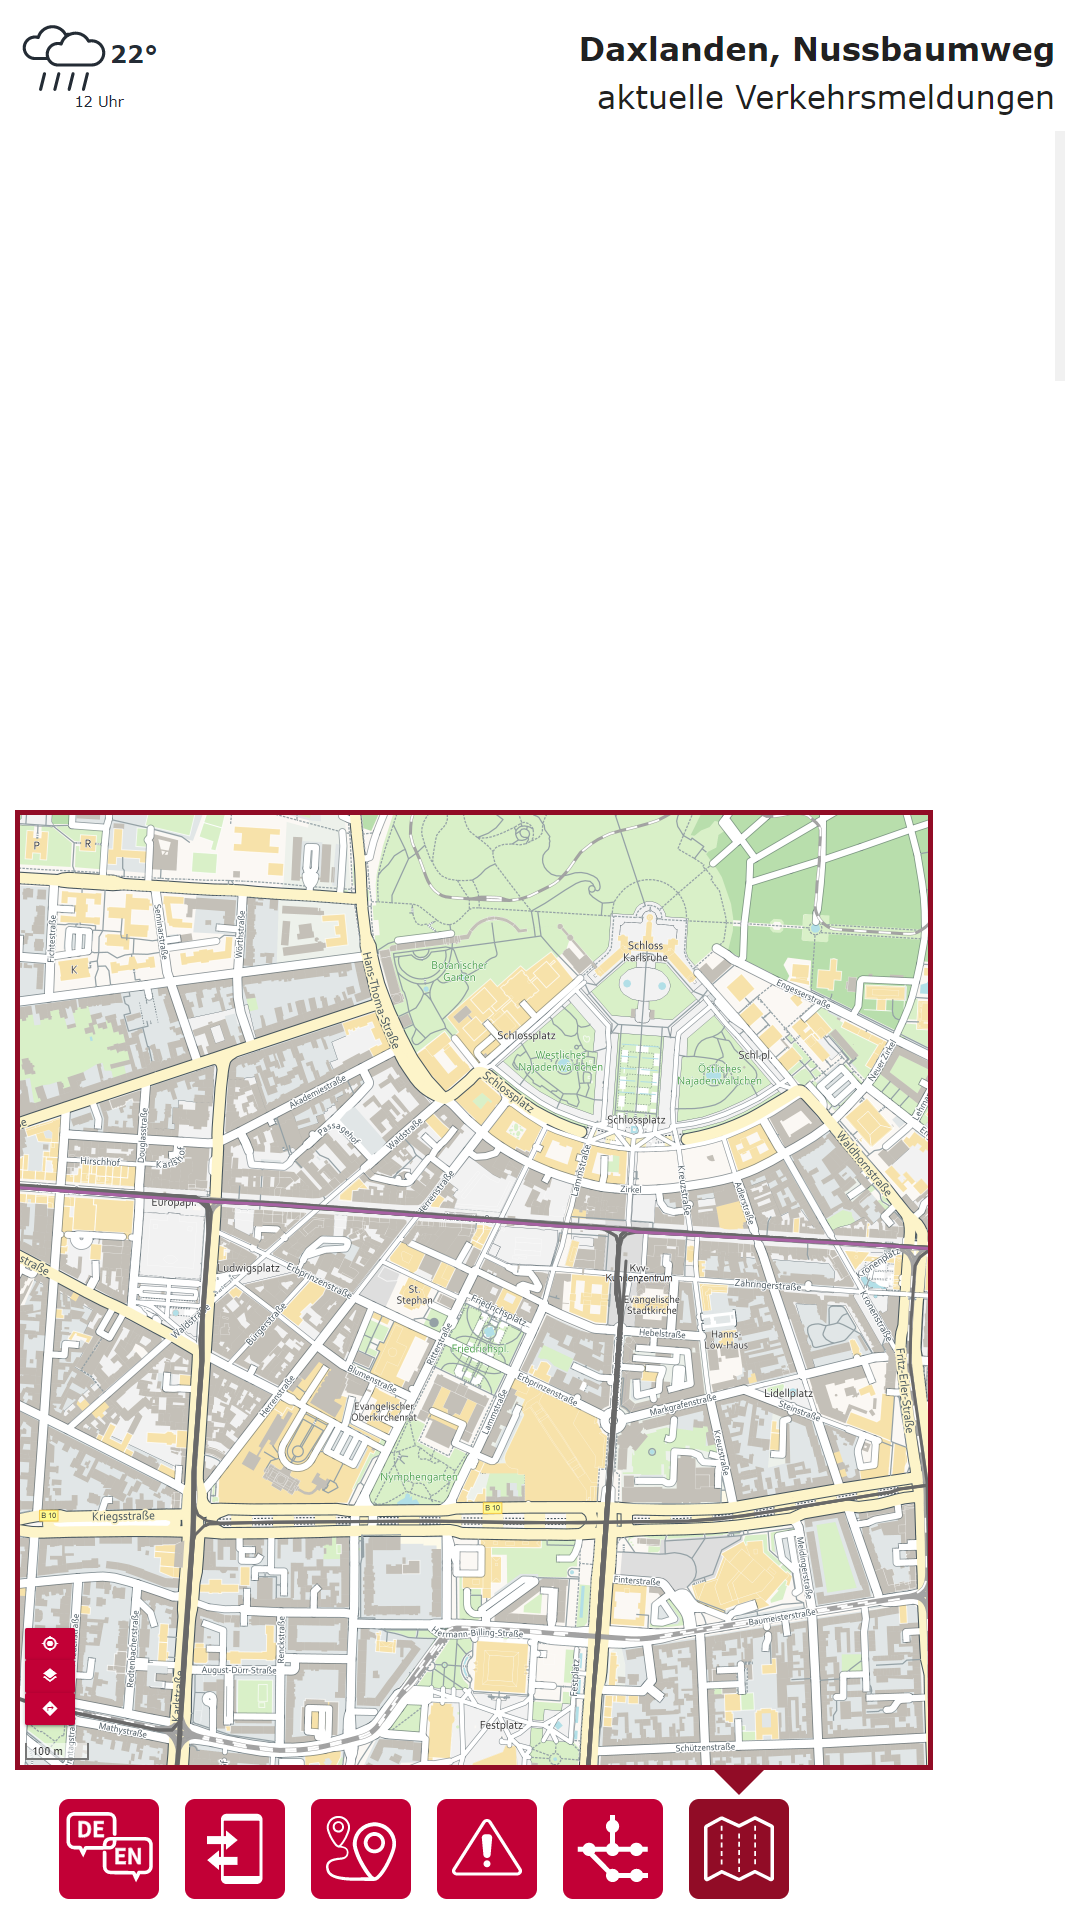 22°
12 Uhr
Daxlanden, Nussbaumweg
aktuelle Verkehrsmeldungen
P
R
K
Fichtestraße
Seminarstraße
Wörthstraße
Hans-Thoma-Straße
Botanischer
Garten
Schloss
Karlsruhe
Engesserstraße
Schlossplatz
Westliches
Najadenwäldchen
Schl.pl.
Östliches
Najadenwäldchen
Neuer Zirkel
Schlossplatz
Schlossplatz
Akademiestraße
Passagehof
Waldstraße
Douglasstraße
Hirschhof
Karlshof
Herrenstraße
Lammstraße
Zirkel
Kreuzstraße
Adlerstraße
Waldhornstraße
Europapl.
Ludwigsplatz
Erbprinzenstraße
Kvv-
Kundenzentrum
Evangelische
Stadtkirche
Zähringerstraße
Kronenplatz
Kronenstraße
St.
Stephan
Friedrichsplatz
Waldstraße
Bürgerstraße
Ritterstraße
Friedrichspl.
Hebelstraße
Hanns-
Löw-Haus
Fritz-Erler-Straße
Blumenstraße
Erbprinzenstraße
Herrenstraße
Evangelischer
Oberkirchenrat
Lammstraße
Markgrafenstraße
Lidellplatz
Steinstraße
Kreuzstraße
Nymphengarten
B 10
Kriegsstraße
B 10
Finterstraße
Meidingerstraße
Baumeisterstraße
Hermann-Billing-Straße
Redtenbacherstraße
Renckstraße
August-Dürr-Straße
Karlstraße
Festplatz
Festplatz
Mathystraße
Schützenstraße
100 m
DE
EN